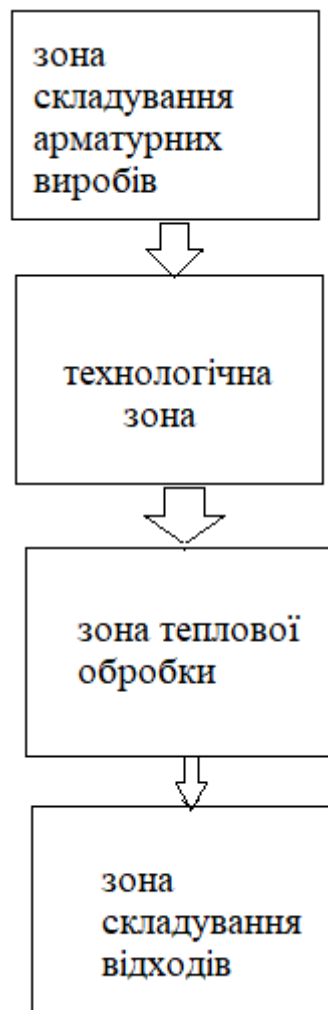 зона
складування
арматурних
виробів
технологічна
зона
зона теплової
обробки
зона
складування
відходів